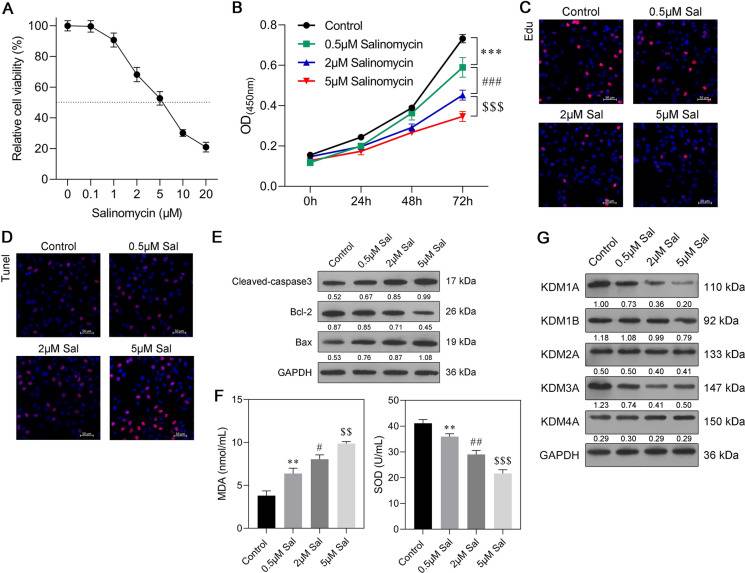 A
Relative cell viability (%)
100
80
60
40
20
0
0 0.1 1 2 5 10 20
Salinomycin (μM)
B
OD(450nm)
0.8
0.6
0.4
0.2
0.0
Control
0.5μM Salinomycin
2μM Salinomycin
5μM Salinomycin
***
###
$$$
0h 24h 48h 72h
C
Edu
Control 0.5μM Sal
2μM Sal 5μM Sal
D
Tunel
Control 0.5μM Sal
2μM Sal 5μM Sal
E
Control 0.5μM Sal 2μM Sal 5μM Sal
Cleaved-caspase3 17 kDa
0.52 0.67 0.85 0.99
Bcl-2 26 kDa
0.87 0.85 0.71 0.45
Bax 19 kDa
0.53 0.76 0.87 1.08
GAPDH 36 kDa
F
MDA (nmol/mL)
15
10
5
0
** # $$
Control 0.5μM Sal 2μM Sal 5μM Sal
SOD (U/mL)
50
40
30
20
10
0
** ## $$$
Control 0.5μM Sal 2μM Sal 5μM Sal
G
Control 0.5μM Sal 2μM Sal 5μM Sal
KDM1A 110 kDa
1.00 0.73 0.36 0.20
KDM1B 92 kDa
1.18 1.08 0.99 0.79
KDM2A 133 kDa
0.50 0.50 0.40 0.41
KDM3A 147 kDa
1.23 0.74 0.41 0.50
KDM4A 150 kDa
0.29 0.30 0.29 0.29
GAPDH 36 kDa